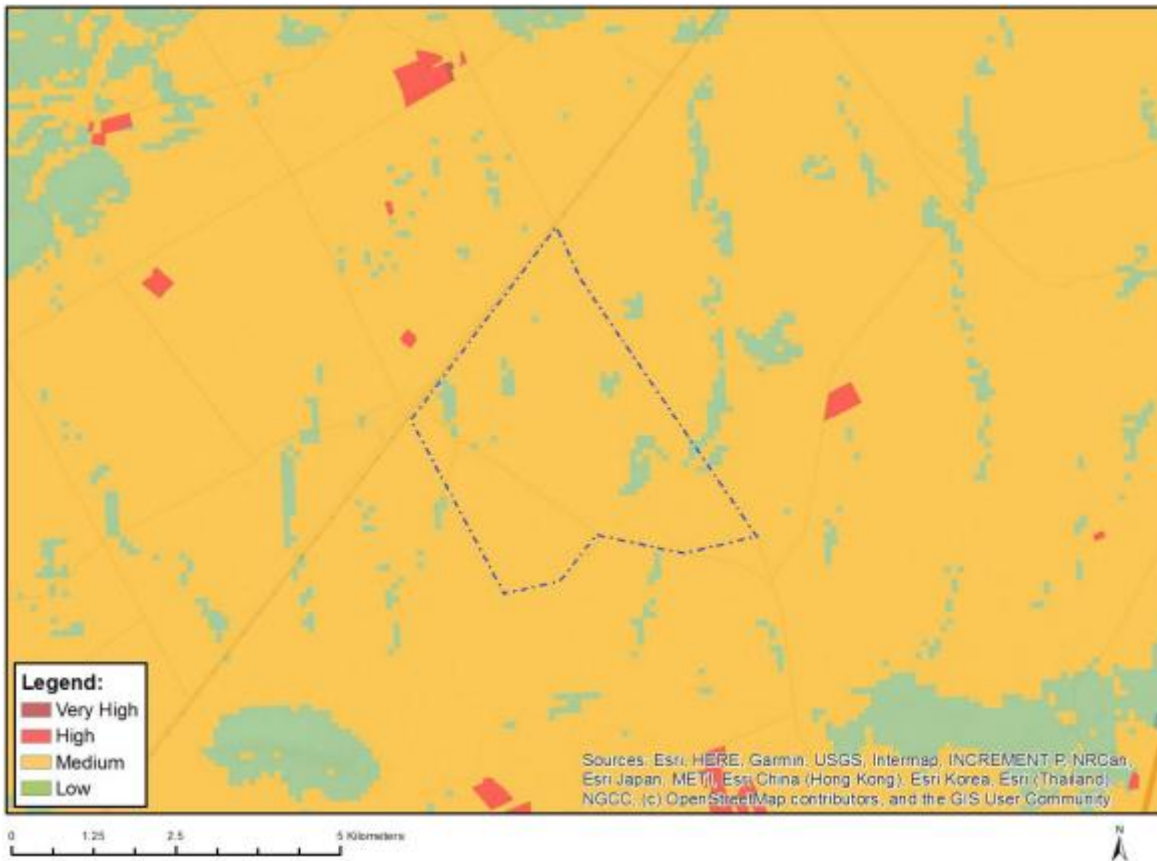 Legend:
Very High
High
Medium
Low
Sources: Esri, HERE, Garmin, USGS, Intermap, INCREMENT P, NRCan,
Esri Japan, METI, Esri China (Hong Kong), Esri Korea, Esri (Thailand),
NGCC, (c) OpenStreetMap contributors, and the GIS User Community
0 1.25 2.5 5 Kilometers
N